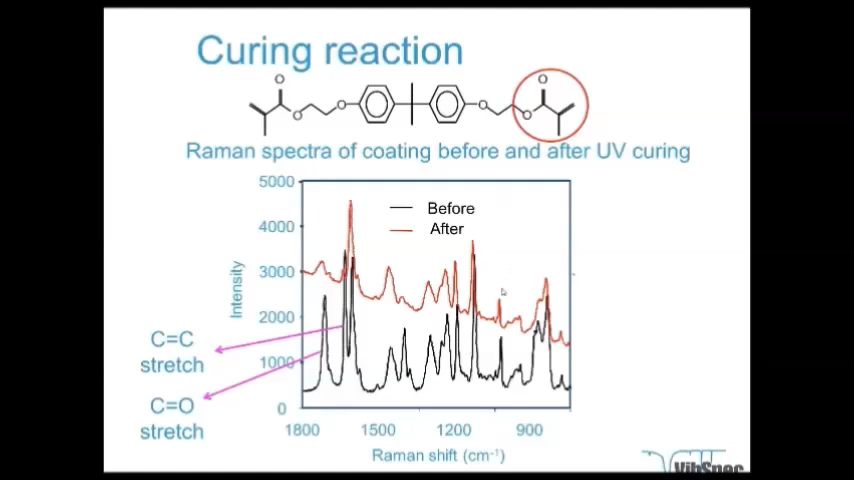 Curing reaction
O
O
O
O
O
O
Raman spectra of coating before and after UV curing
5000
4000
3000
2000
1000
0
Intensity
Before
After
C=C
stretch
C=O
stretch
1800 1500 1200 900
Raman shift (cm⁻¹)
VibSpec